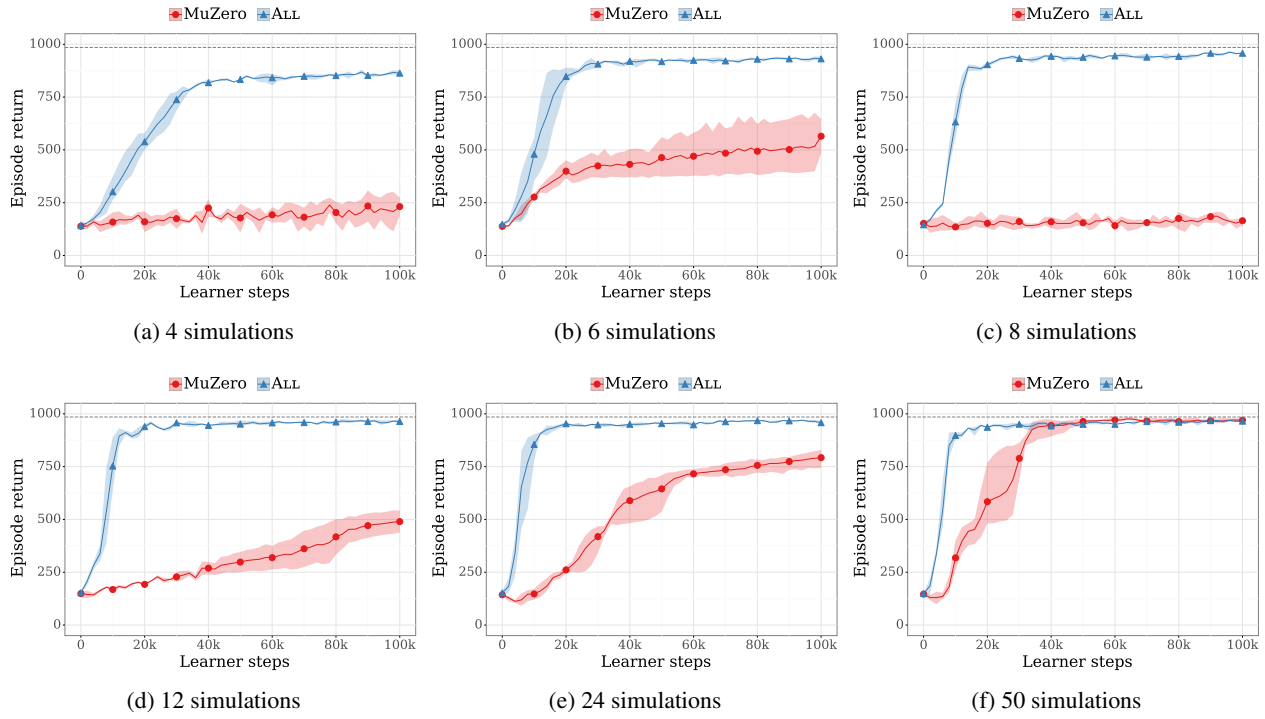 MuZero ALL
1000
750
500
250
0
Episode return
0 20k 40k 60k 80k 100k
Learner steps
(a) 4 simulations
MuZero ALL
1000
750
500
250
0
Episode return
0 20k 40k 60k 80k 100k
Learner steps
(b) 6 simulations
MuZero ALL
1000
750
500
250
0
Episode return
0 20k 40k 60k 80k 100k
Learner steps
(c) 8 simulations
MuZero ALL
1000
750
500
250
0
Episode return
0 20k 40k 60k 80k 100k
Learner steps
(d) 12 simulations
MuZero ALL
1000
750
500
250
0
Episode return
0 20k 40k 60k 80k 100k
Learner steps
(e) 24 simulations
MuZero ALL
1000
750
500
250
0
Episode return
0 20k 40k 60k 80k 100k
Learner steps
(f) 50 simulations